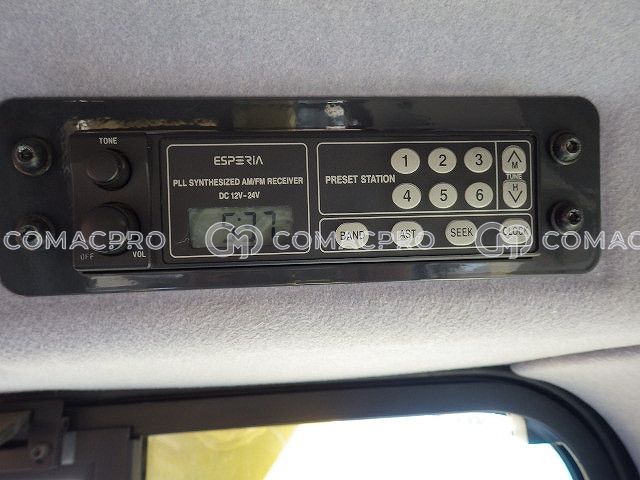 TONE
ESPERIA
PLL SYNTHESIZED AM/FM RECEIVER
DC 12V-24V
OFF VOL
PRESET STATION
1 2 3
4 5 6
M
TUNE
H
BAND AST SEEK CLOCK
COMACPRO COMACPRO COMACPRO